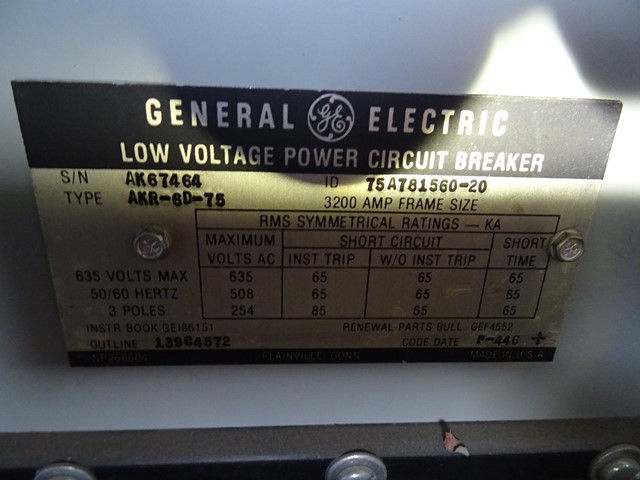 GENERAL GE ELECTRIC
LOW VOLTAGE POWER CIRCUIT BREAKER
S/N AK67464 ID 75A781560-20
TYPE AKR-6D-75 3200 AMP FRAME SIZE
RMS SYMMETRICAL RATINGS — KA
MAXIMUM VOLTS AC SHORT CIRCUIT SHORT TIME
INST TRIP W/O INST TRIP
635 VOLTS MAX 635 65 65 65
50/60 HERTZ 508 65 65 65
3 POLES 254 85 65 65
INSTR BOOK GEI86151 RENEWAL PARTS BULL. GEF4552
OUTLINE 139C4572 CODE DATE P-44G +
NP266604 PLAINVILLE CONN MADE IN U.S.A.